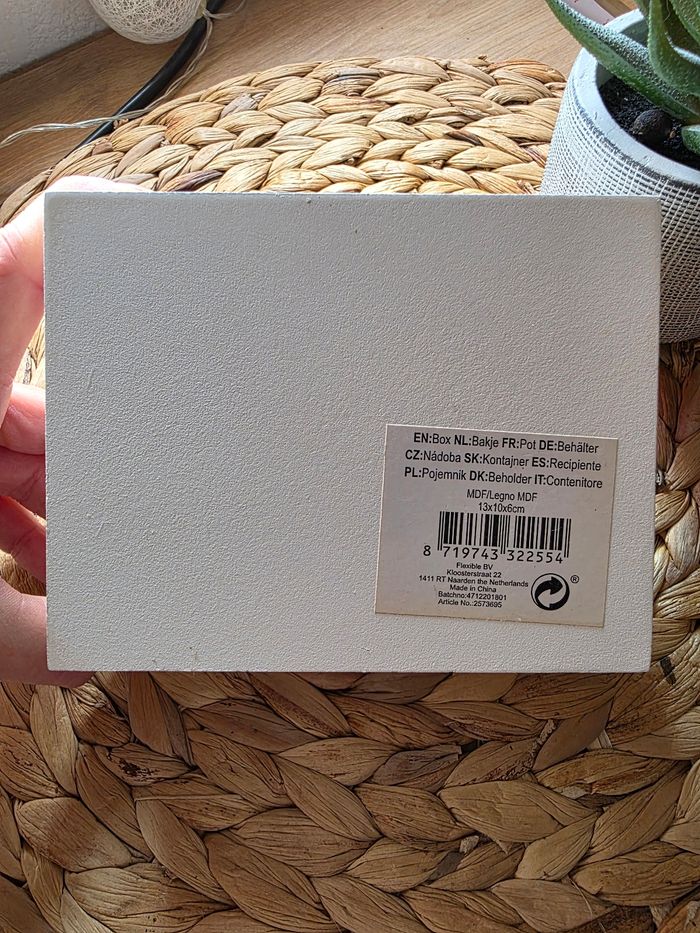 EN:Box NL:Bakje FR:Pot DE:Behälter
CZ:Nádoba SK:Kontajner ES:Recipiente
PL:Pojemnik DK:Beholder IT:Contenitore
MDF/Legno MDF
13x10x6cm
8 719743 322554
Flexible BV
Kloosterstraat 22
1411 RT Naarden the Netherlands
Made in China
Batchno:4712201801
Article No.:2573695
®